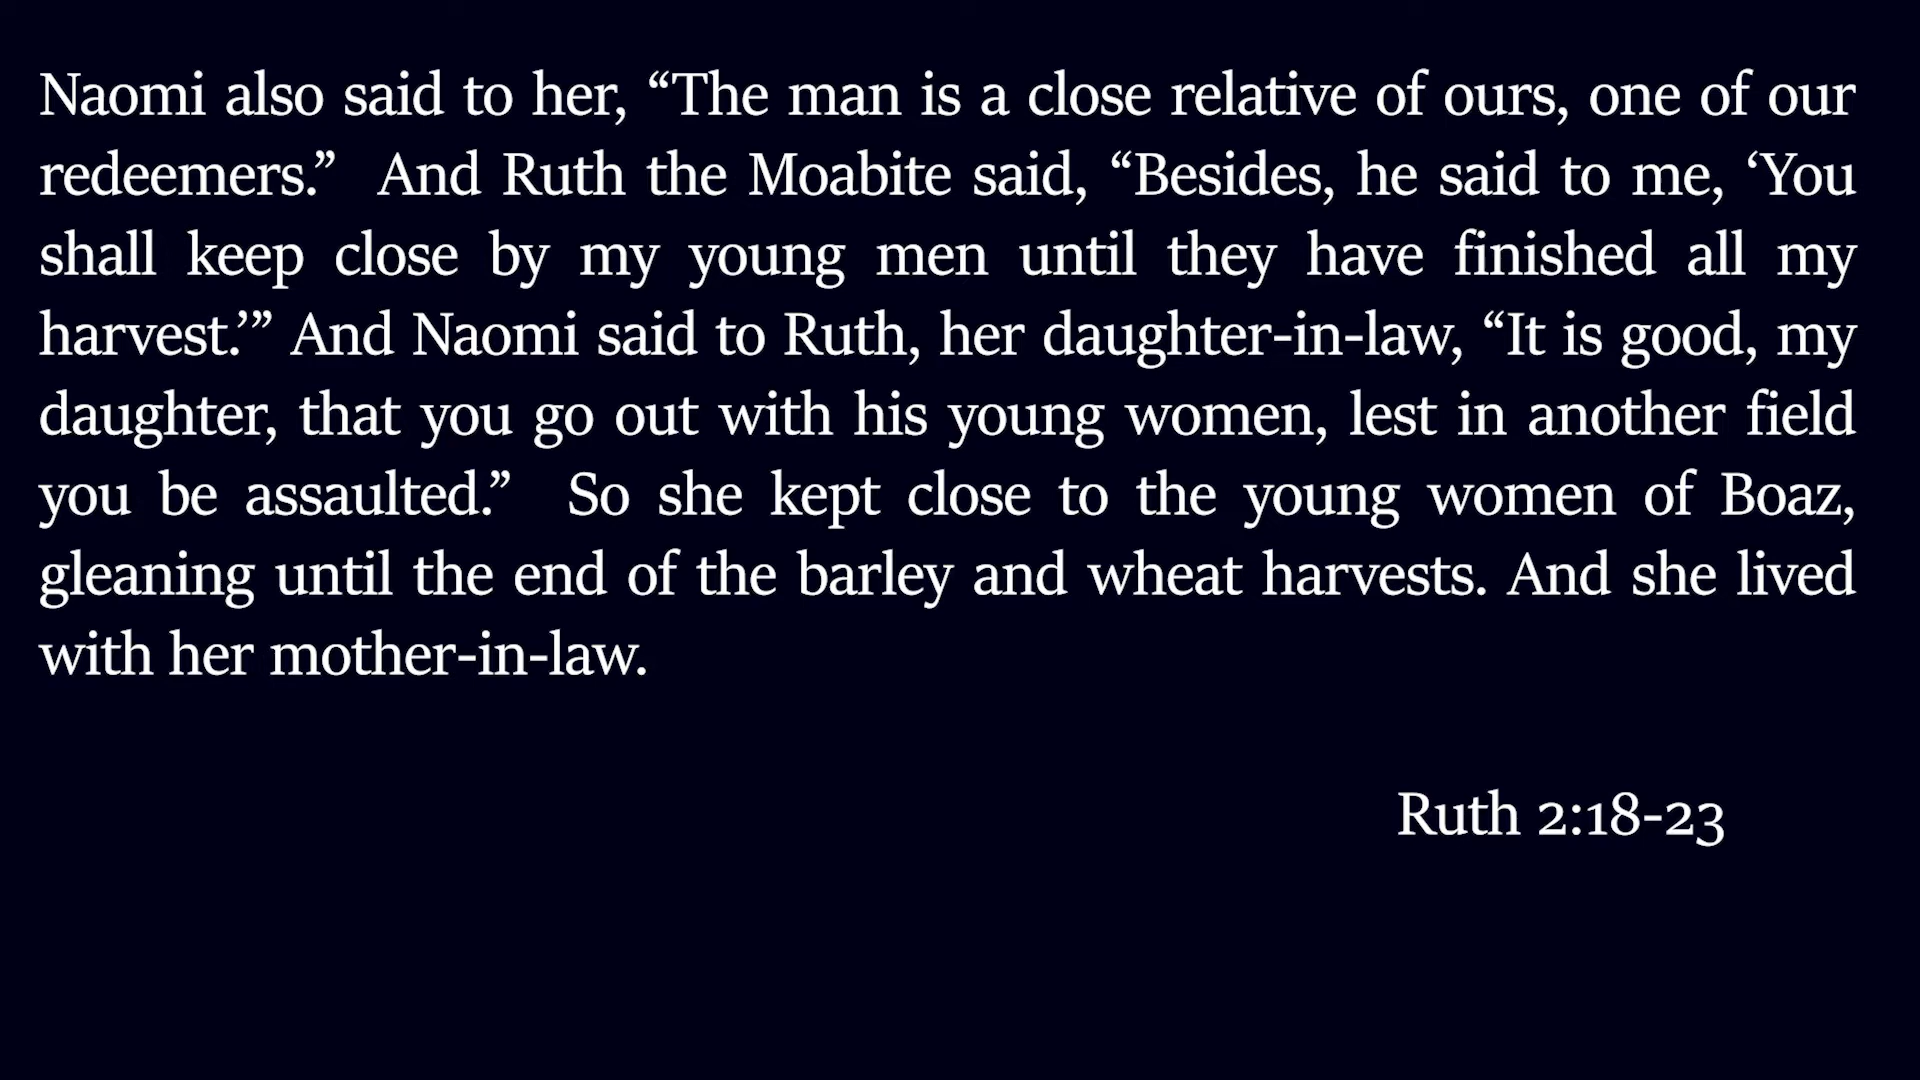 Naomi also said to her, “The man is a close relative of ours, one of our
redeemers.”  And Ruth the Moabite said, “Besides, he said to me, ‘You
shall keep close by my young men until they have finished all my
harvest.’” And Naomi said to Ruth, her daughter-in-law, “It is good, my
daughter, that you go out with his young women, lest in another field
you be assaulted.”  So she kept close to the young women of Boaz,
gleaning until the end of the barley and wheat harvests. And she lived
with her mother-in-law.
Ruth 2:18-23